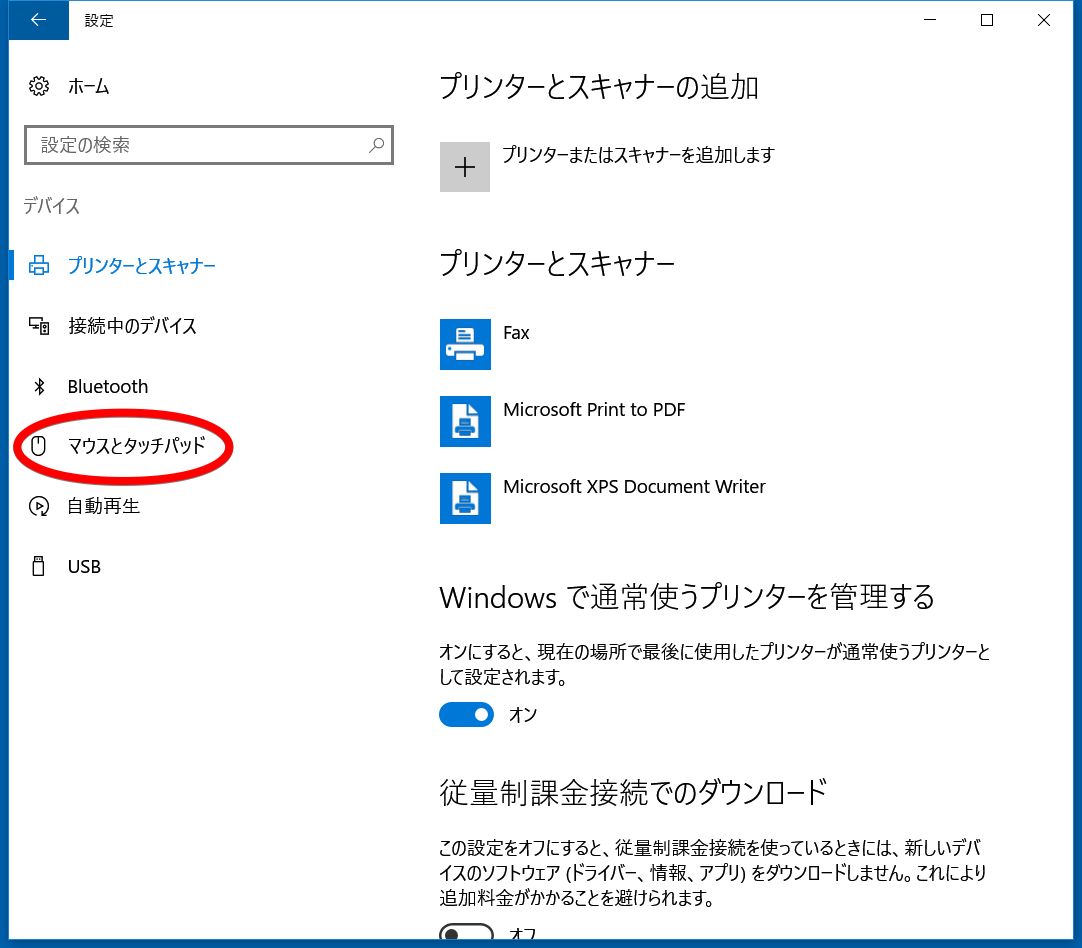 設定
ホーム
設定の検索
デバイス
プリンターとスキャナー
接続中のデバイス
Bluetooth
マウスとタッチパッド
自動再生
USB
プリンターとスキャナーの追加
プリンターまたはスキャナーを追加します
プリンターとスキャナー
Fax
Microsoft Print to PDF
Microsoft XPS Document Writer
Windows で通常使うプリンターを管理する
オンにすると、現在の場所で最後に使用したプリンターが通常使うプリンターと
して設定されます。
オン
従量制課金接続でのダウンロード
この設定をオフにすると、従量制課金接続を使っているときには、新しいデバ
イスのソフトウェア (ドライバー、情報、アプリ) をダウンロードしません。これにより
追加料金がかかることを避けられます。
オフ